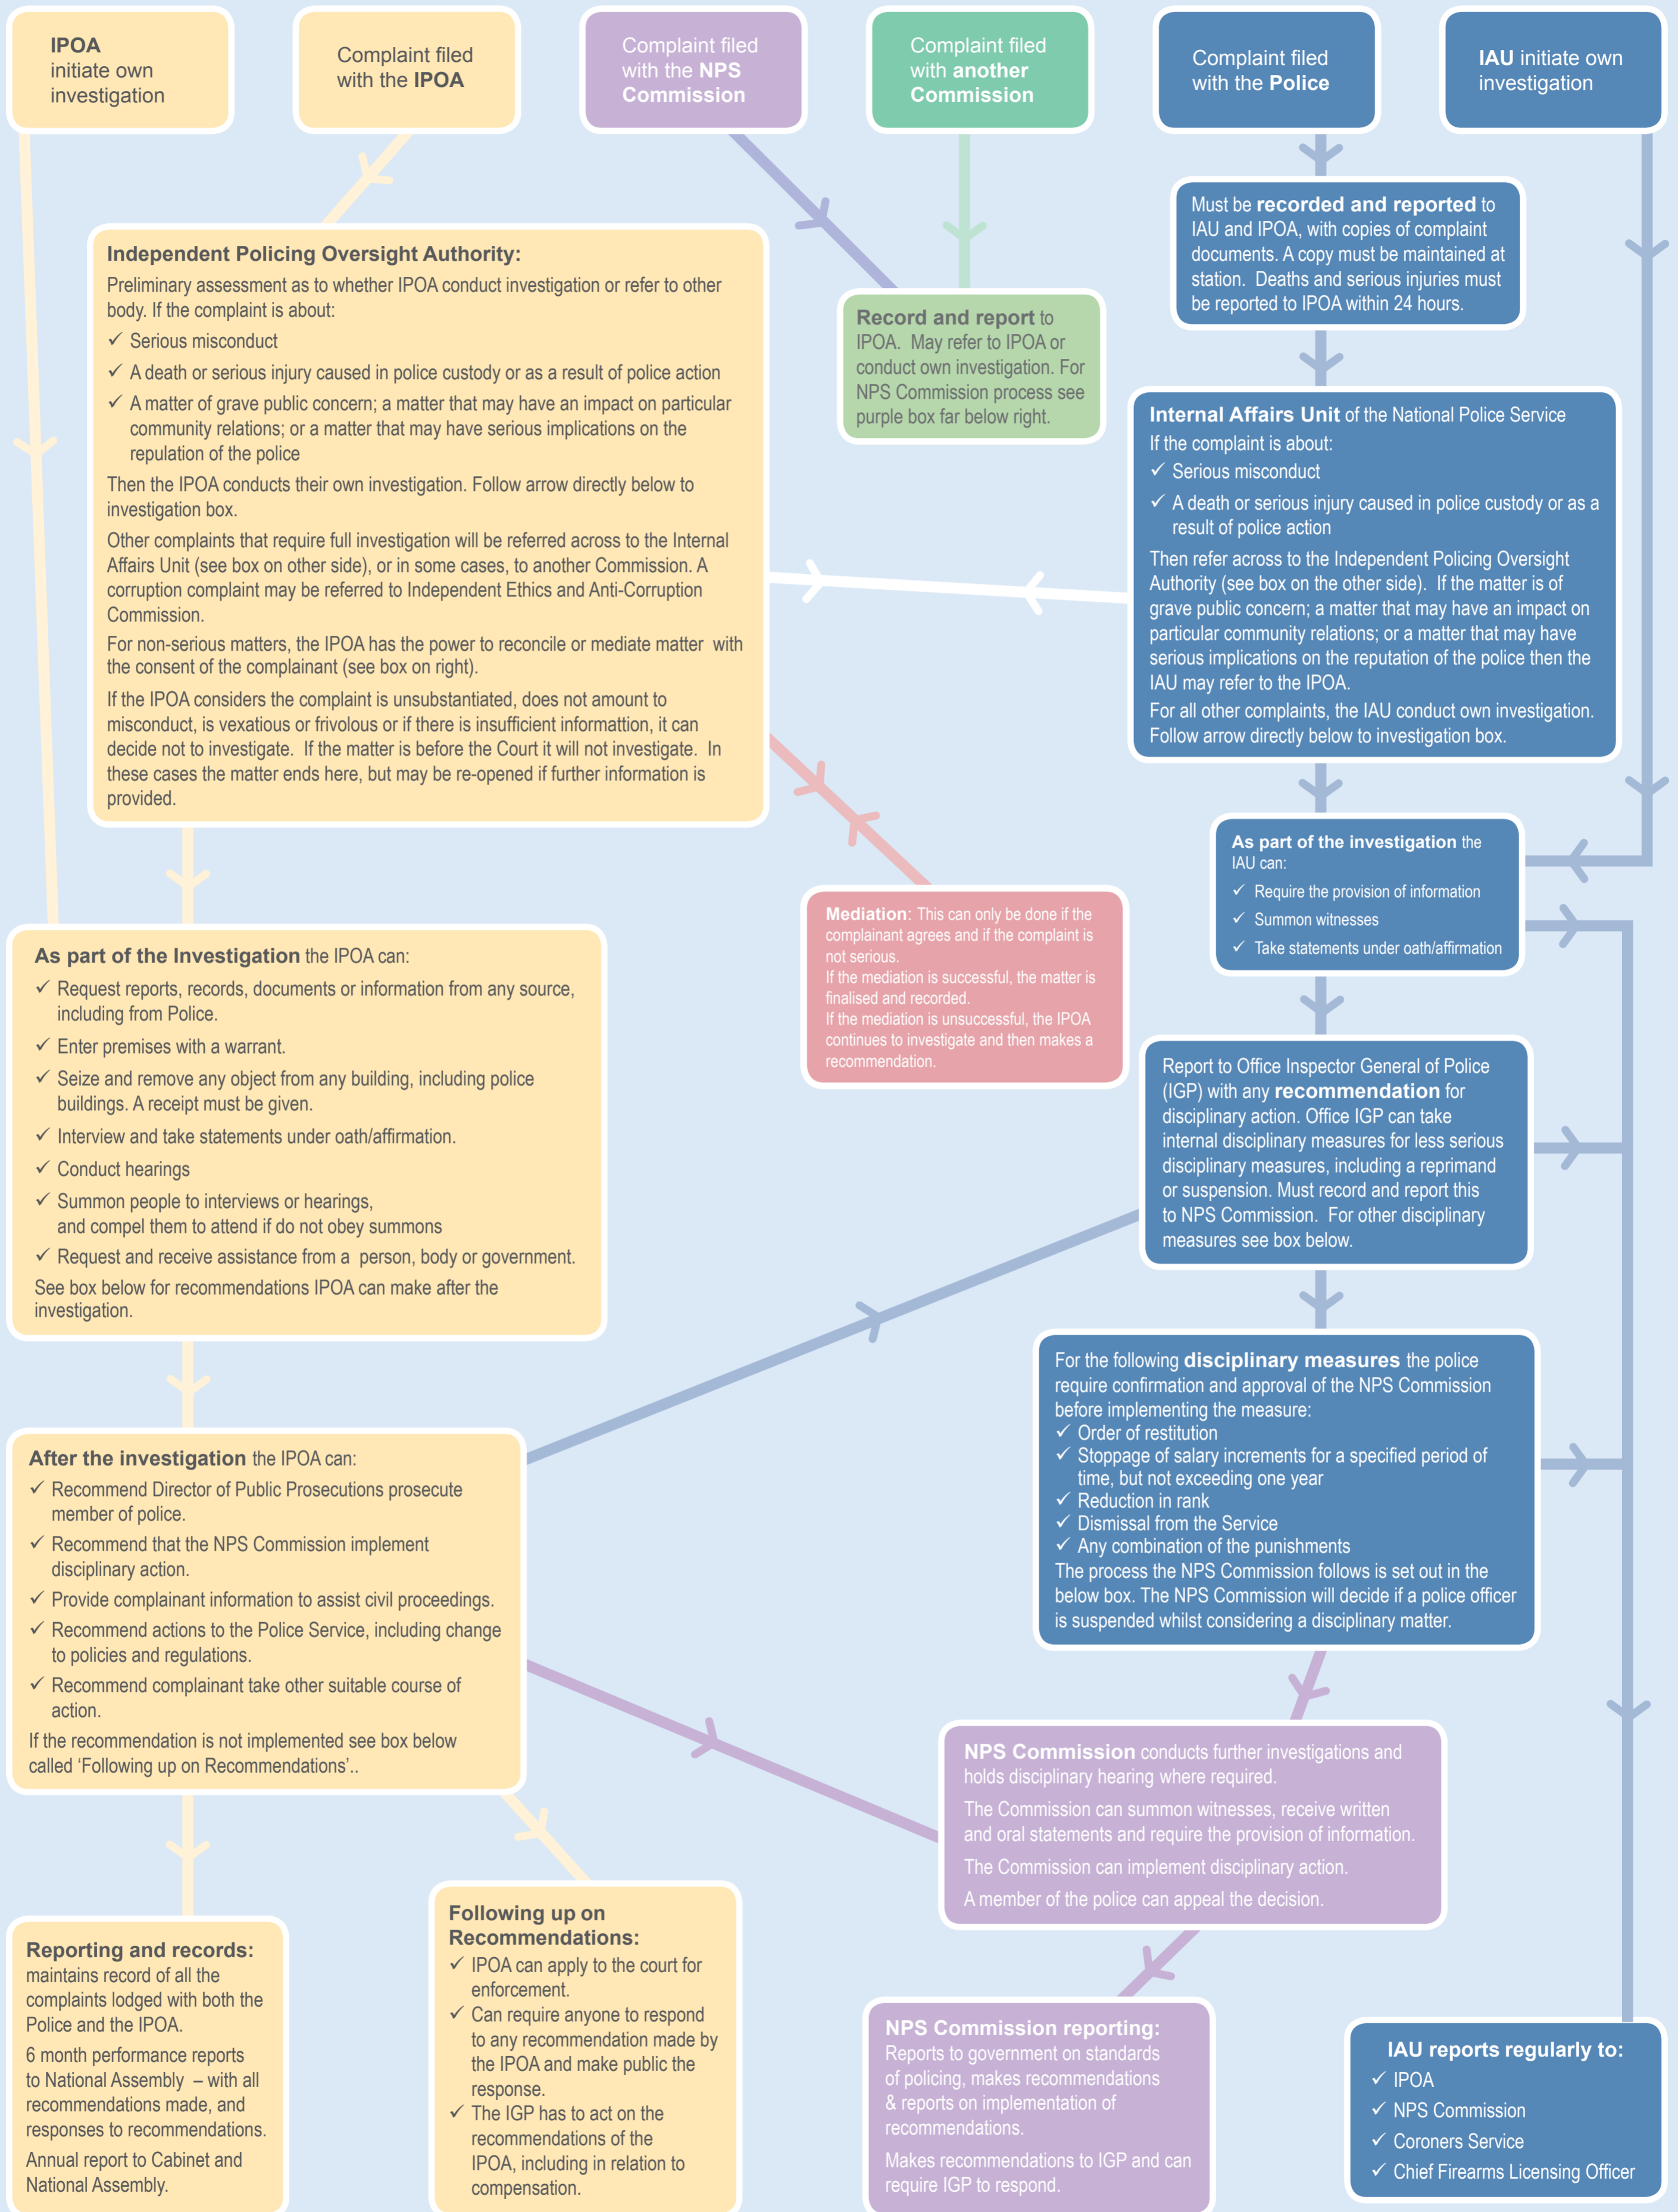 IPOA
initiate own
investigation
Complaint filed
with the IPOA
Complaint filed
with the NPS
Commission
Complaint filed
with another
Commission
Complaint filed
with the Police
IAU initiate own
investigation
Must be recorded and reported to
IAU and IPOA, with copies of complaint
documents. A copy must be maintained at
station. Deaths and serious injuries must
be reported to IPOA within 24 hours.
Independent Policing Oversight Authority:
Preliminary assessment as to whether IPOA conduct investigation or refer to other
body. If the complaint is about:
✓ Serious misconduct
✓ A death or serious injury caused in police custody or as a result of police action
✓ A matter of grave public concern; a matter that may have an impact on particular
community relations; or a matter that may have serious implications on the
repulation of the police
Then the IPOA conducts their own investigation. Follow arrow directly below to
investigation box.
Other complaints that require full investigation will be referred across to the Internal
Affairs Unit (see box on other side), or in some cases, to another Commission. A
corruption complaint may be referred to Independent Ethics and Anti-Corruption
Commission.
For non-serious matters, the IPOA has the power to reconcile or mediate matter with
the consent of the complainant (see box on right).
If the IPOA considers the complaint is unsubstantiated, does not amount to
misconduct, is vexatious or frivolous or if there is insufficient informattion, it can
decide not to investigate. If the matter is before the Court it will not investigate. In
these cases the matter ends here, but may be re-opened if further information is
provided.
Record and report to
IPOA. May refer to IPOA or
conduct own investigation. For
NPS Commission process see
purple box far below right.
Internal Affairs Unit of the National Police Service
If the complaint is about:
✓ Serious misconduct
✓ A death or serious injury caused in police custody or as a
result of police action
Then refer across to the Independent Policing Oversight
Authority (see box on the other side). If the matter is of
grave public concern; a matter that may have an impact on
particular community relations; or a matter that may have
serious implications on the reputation of the police then the
IAU may refer to the IPOA.
For all other complaints, the IAU conduct own investigation.
Follow arrow directly below to investigation box.
As part of the investigation the
IAU can:
✓ Require the provision of information
✓ Summon witnesses
✓ Take statements under oath/affirmation
Mediation: This can only be done if the
complainant agrees and if the complaint is
not serious.
If the mediation is successful, the matter is
finalised and recorded.
If the mediation is unsuccessful, the IPOA
continues to investigate and then makes a
recommendation.
As part of the Investigation the IPOA can:
✓ Request reports, records, documents or information from any source,
including from Police.
✓ Enter premises with a warrant.
✓ Seize and remove any object from any building, including police
buildings. A receipt must be given.
✓ Interview and take statements under oath/affirmation.
✓ Conduct hearings
✓ Summon people to interviews or hearings,
and compel them to attend if do not obey summons
✓ Request and receive assistance from a person, body or government.
See box below for recommendations IPOA can make after the
investigation.
Report to Office Inspector General of Police
(IGP) with any recommendation for
disciplinary action. Office IGP can take
internal disciplinary measures for less serious
disciplinary measures, including a reprimand
or suspension. Must record and report this
to NPS Commission. For other disciplinary
measures see box below.
For the following disciplinary measures the police
require confirmation and approval of the NPS Commission
before implementing the measure:
✓ Order of restitution
✓ Stoppage of salary increments for a specified period of
time, but not exceeding one year
✓ Reduction in rank
✓ Dismissal from the Service
✓ Any combination of the punishments
The process the NPS Commission follows is set out in the
below box. The NPS Commission will decide if a police officer
is suspended whilst considering a disciplinary matter.
After the investigation the IPOA can:
✓ Recommend Director of Public Prosecutions prosecute
member of police.
✓ Recommend that the NPS Commission implement
disciplinary action.
✓ Provide complainant information to assist civil proceedings.
✓ Recommend actions to the Police Service, including change
to policies and regulations.
✓ Recommend complainant take other suitable course of
action.
If the recommendation is not implemented see box below
called ‘Following up on Recommendations’..
NPS Commission conducts further investigations and
holds disciplinary hearing where required.
The Commission can summon witnesses, receive written
and oral statements and require the provision of information.
The Commission can implement disciplinary action.
A member of the police can appeal the decision.
Reporting and records:
maintains record of all the
complaints lodged with both the
Police and the IPOA.
6 month performance reports
to National Assembly – with all
recommendations made, and
responses to recommendations.
Annual report to Cabinet and
National Assembly.
Following up on
Recommendations:
✓ IPOA can apply to the court for
enforcement.
✓ Can require anyone to respond
to any recommendation made by
the IPOA and make public the
response.
✓ The IGP has to act on the
recommendations of the
IPOA, including in relation to
compensation.
NPS Commission reporting:
Reports to government on standards
of policing, makes recommendations
& reports on implementation of
recommendations.
Makes recommendations to IGP and can
require IGP to respond.
IAU reports regularly to:
✓ IPOA
✓ NPS Commission
✓ Coroners Service
✓ Chief Firearms Licensing Officer